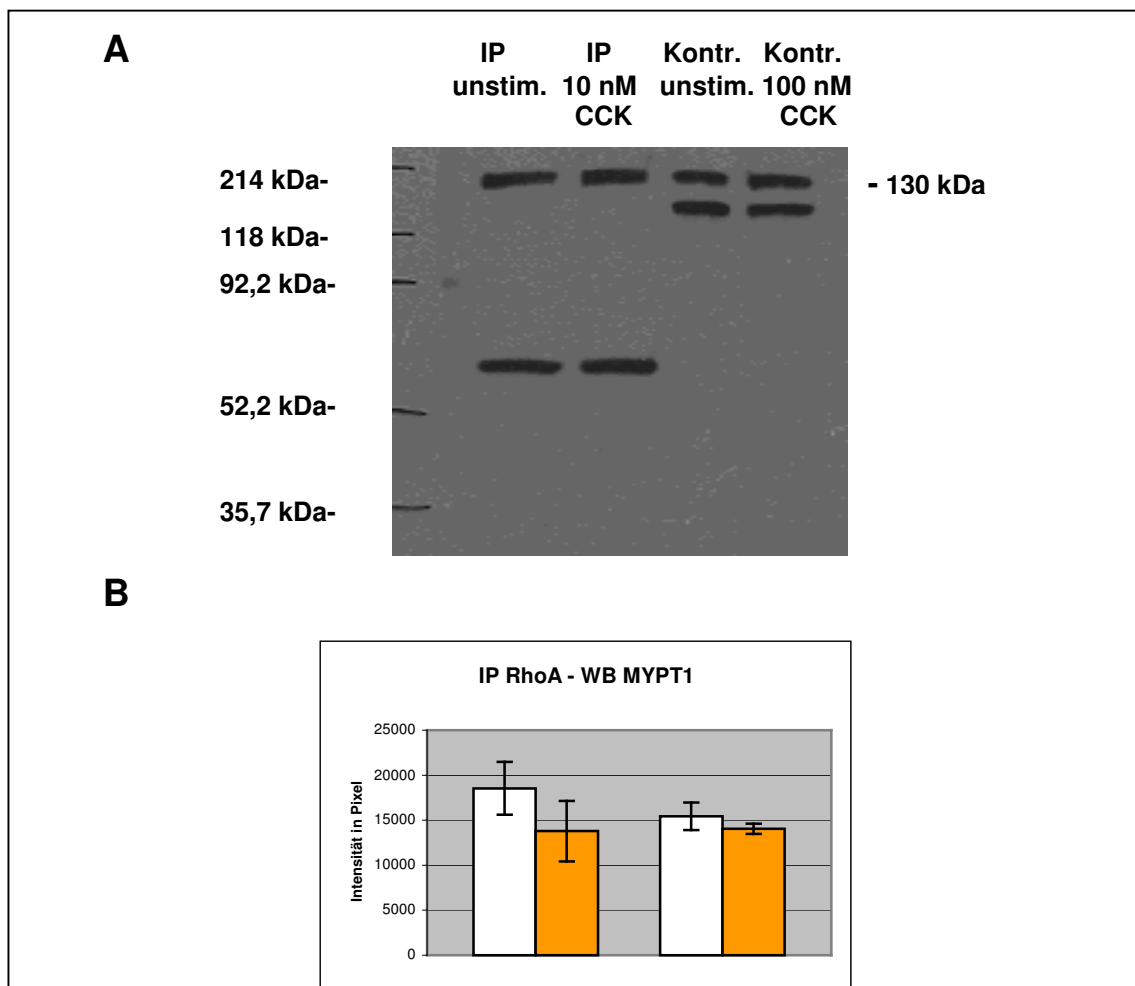 A
IP IP Kontr. Kontr.
unstim. 10 nM unstim. 100 nM
CCK CCK
214 kDa-
- 130 kDa
118 kDa-
92,2 kDa-
52,2 kDa-
35,7 kDa-
B
IP RhoA - WB MYPT1
Intensität in Pixel
25000
20000
15000
10000
5000
0